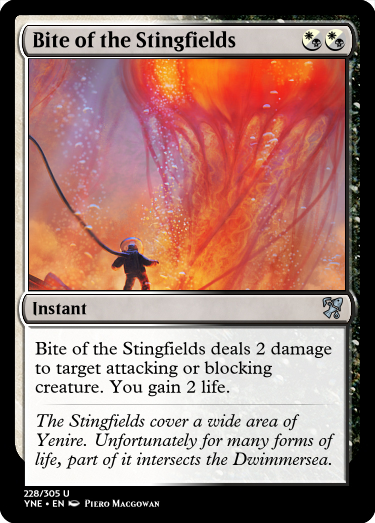 Bite of the Stingfields
Instant
Bite of the Stingfields deals 2 damage
to target attacking or blocking
creature. You gain 2 life.
The Stingfields cover a wide area of
Yenire. Unfortunately for many forms of
life, part of it intersects the Dwimmersea.
228/305 U
YNE • EN Piero Macgowan